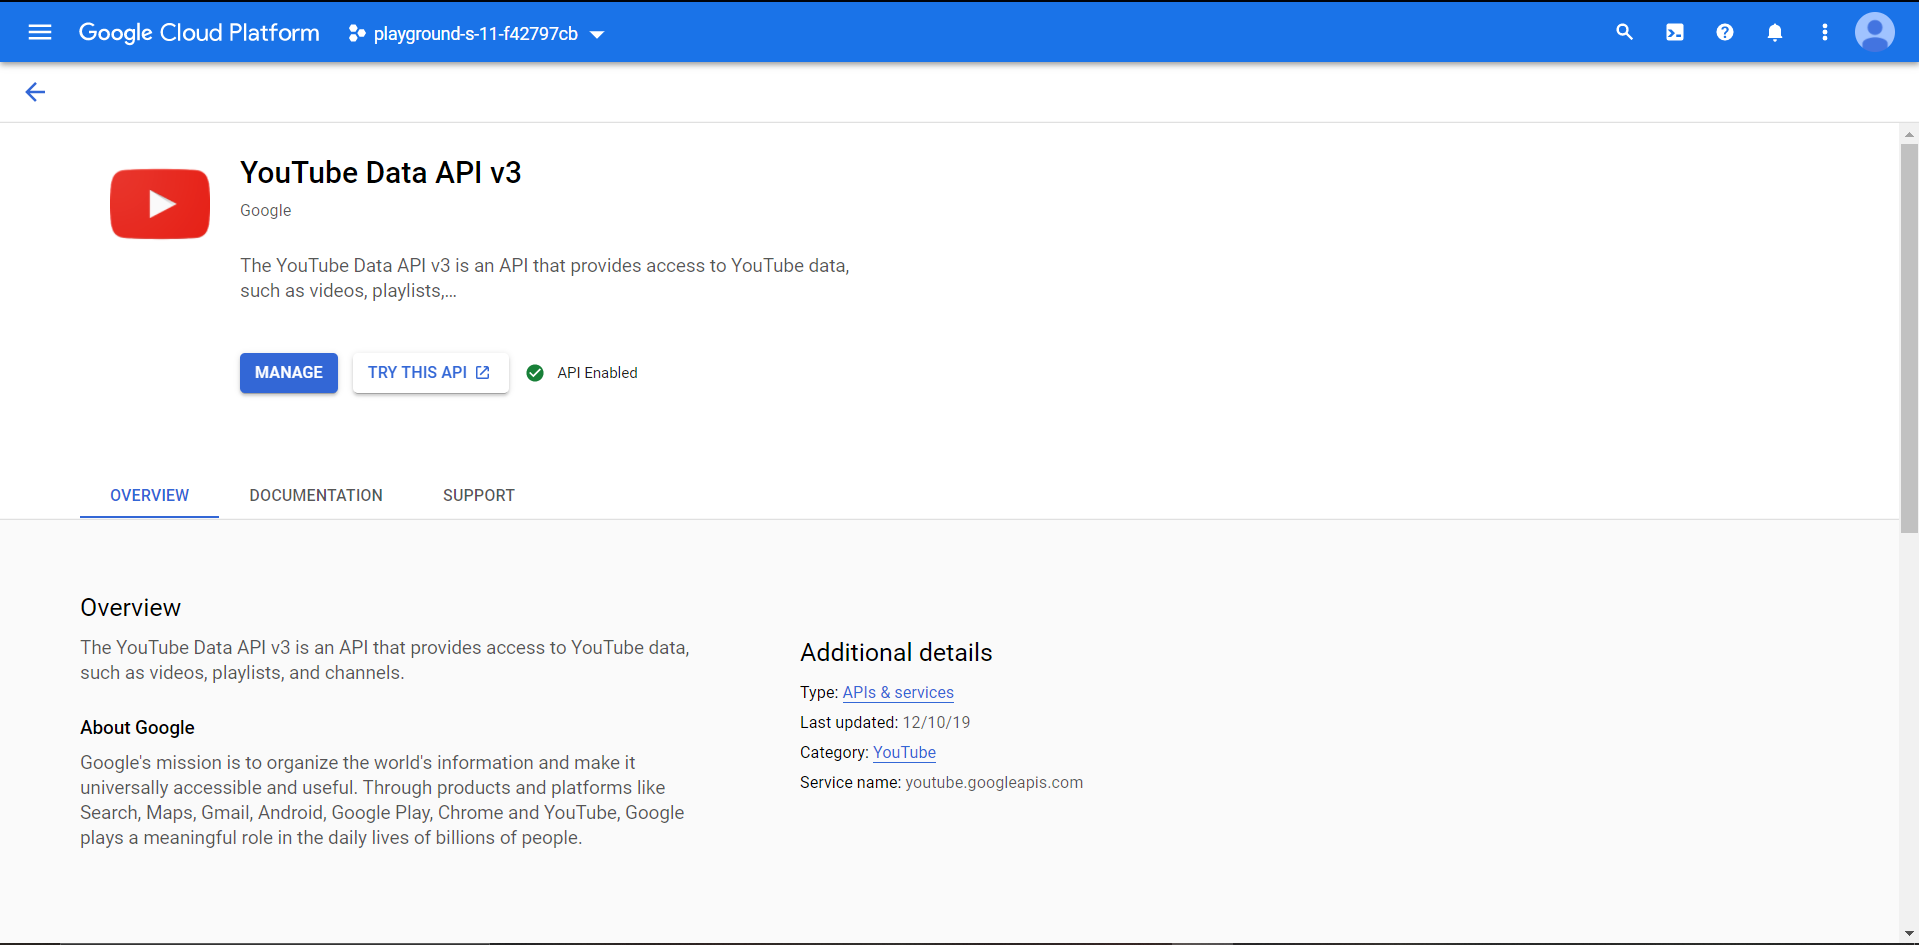 Google Cloud Platform playground-s-11-f42797cb
YouTube Data API v3
Google
The YouTube Data API v3 is an API that provides access to YouTube data,
such as videos, playlists,…
MANAGE TRY THIS API API Enabled
OVERVIEW DOCUMENTATION SUPPORT
Overview
The YouTube Data API v3 is an API that provides access to YouTube data,
such as videos, playlists, and channels.
About Google
Google's mission is to organize the world's information and make it
universally accessible and useful. Through products and platforms like
Search, Maps, Gmail, Android, Google Play, Chrome and YouTube, Google
plays a meaningful role in the daily lives of billions of people.
Additional details
Type: APIs & services
Last updated: 12/10/19
Category: YouTube
Service name: youtube.googleapis.com